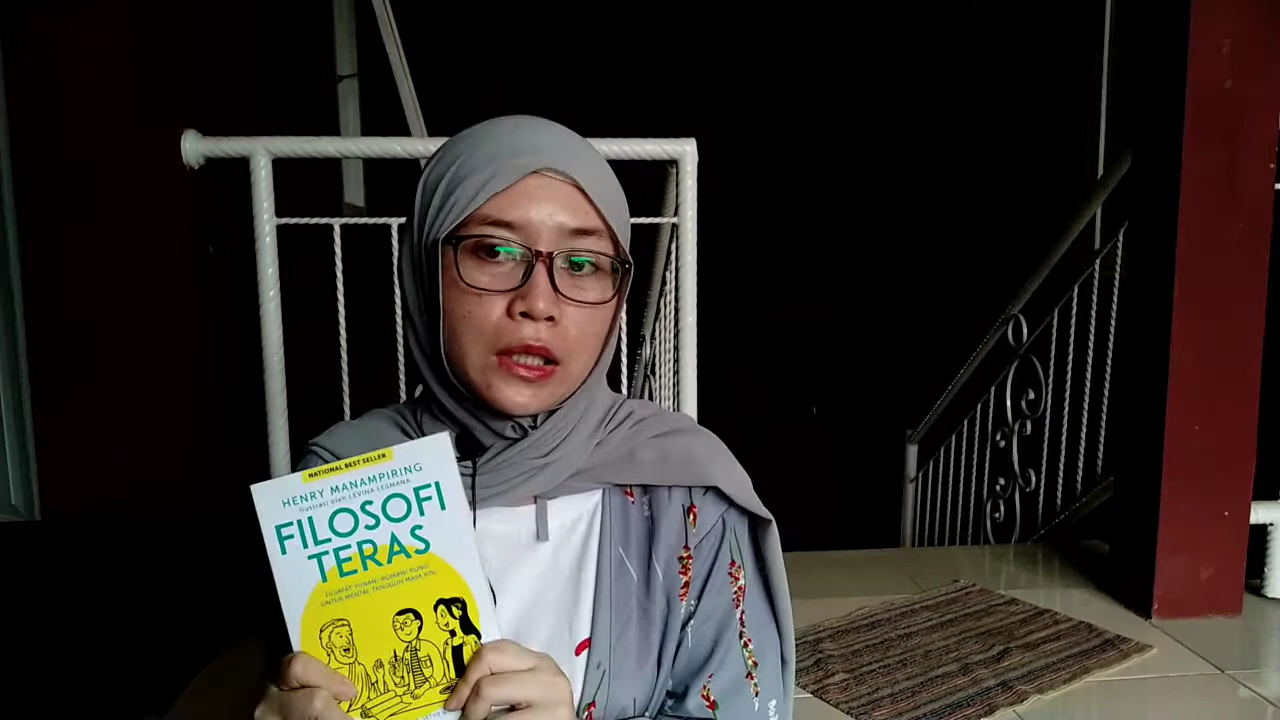 NATIONAL BEST SELLER
HENRY MANAMPIRING
Ilustrasi oleh LEVINA LESMANA
FILOSOFI
TERAS
FILSAFAT YUNANI-ROMAWI KUNO
UNTUK MENTAL TANGGUH MASA KINI